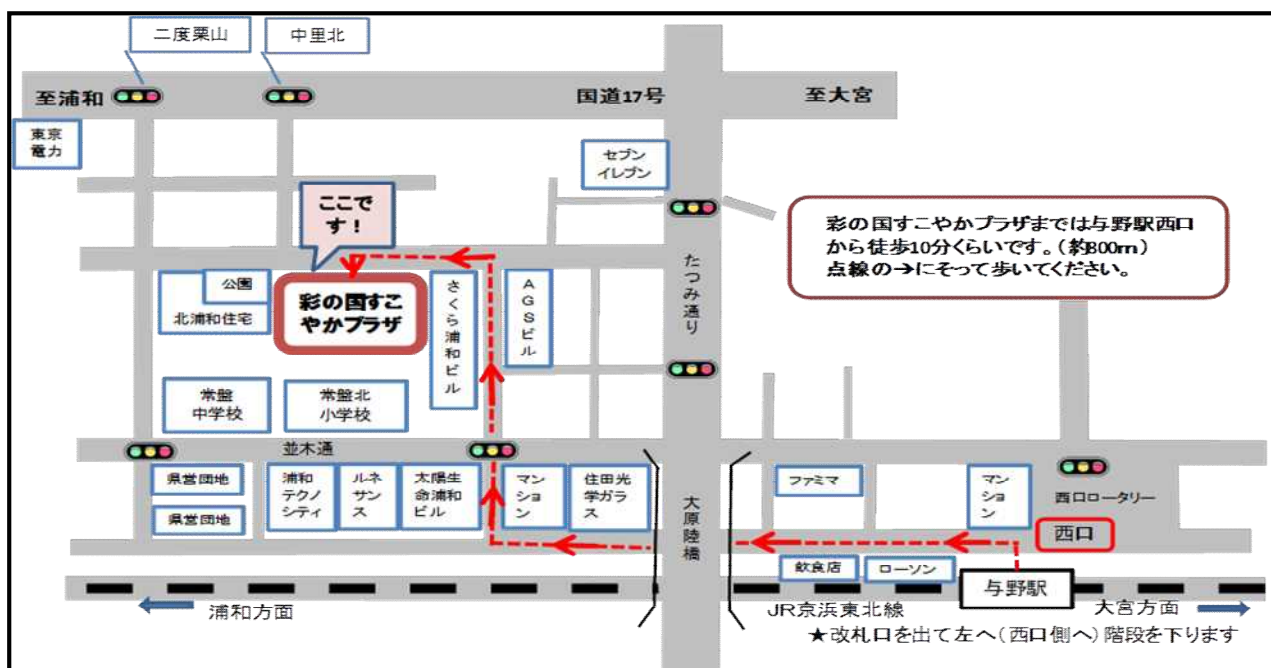 二度栗山
中里北
至浦和
国道17号
至大宮
東京
電力
セブン
イレブン
ここで
す！
彩の国すこやかプラザまでは与野駅西口
から徒歩10分くらいです。（約800m）
点線の→にそって歩いてください。
たつみ通り
公園
北浦和住宅
彩の国すこ
やかプラザ
さくら浦和ビル
AGSビル
常盤
中学校
常盤北
小学校
並木通
県営団地
県営団地
浦和
テクノ
シティ
ルネ
サン
ス
太陽生
命浦和
ビル
マン
ショ
ン
住田光
学ガラ
ス
大原陸橋
ファミマ
マン
ショ
ン
西口ロータリー
西口
飲食店
ローソン
与野駅
浦和方面
JR京浜東北線
大宮方面
★改札口を出て左へ（西口側へ）階段を下ります